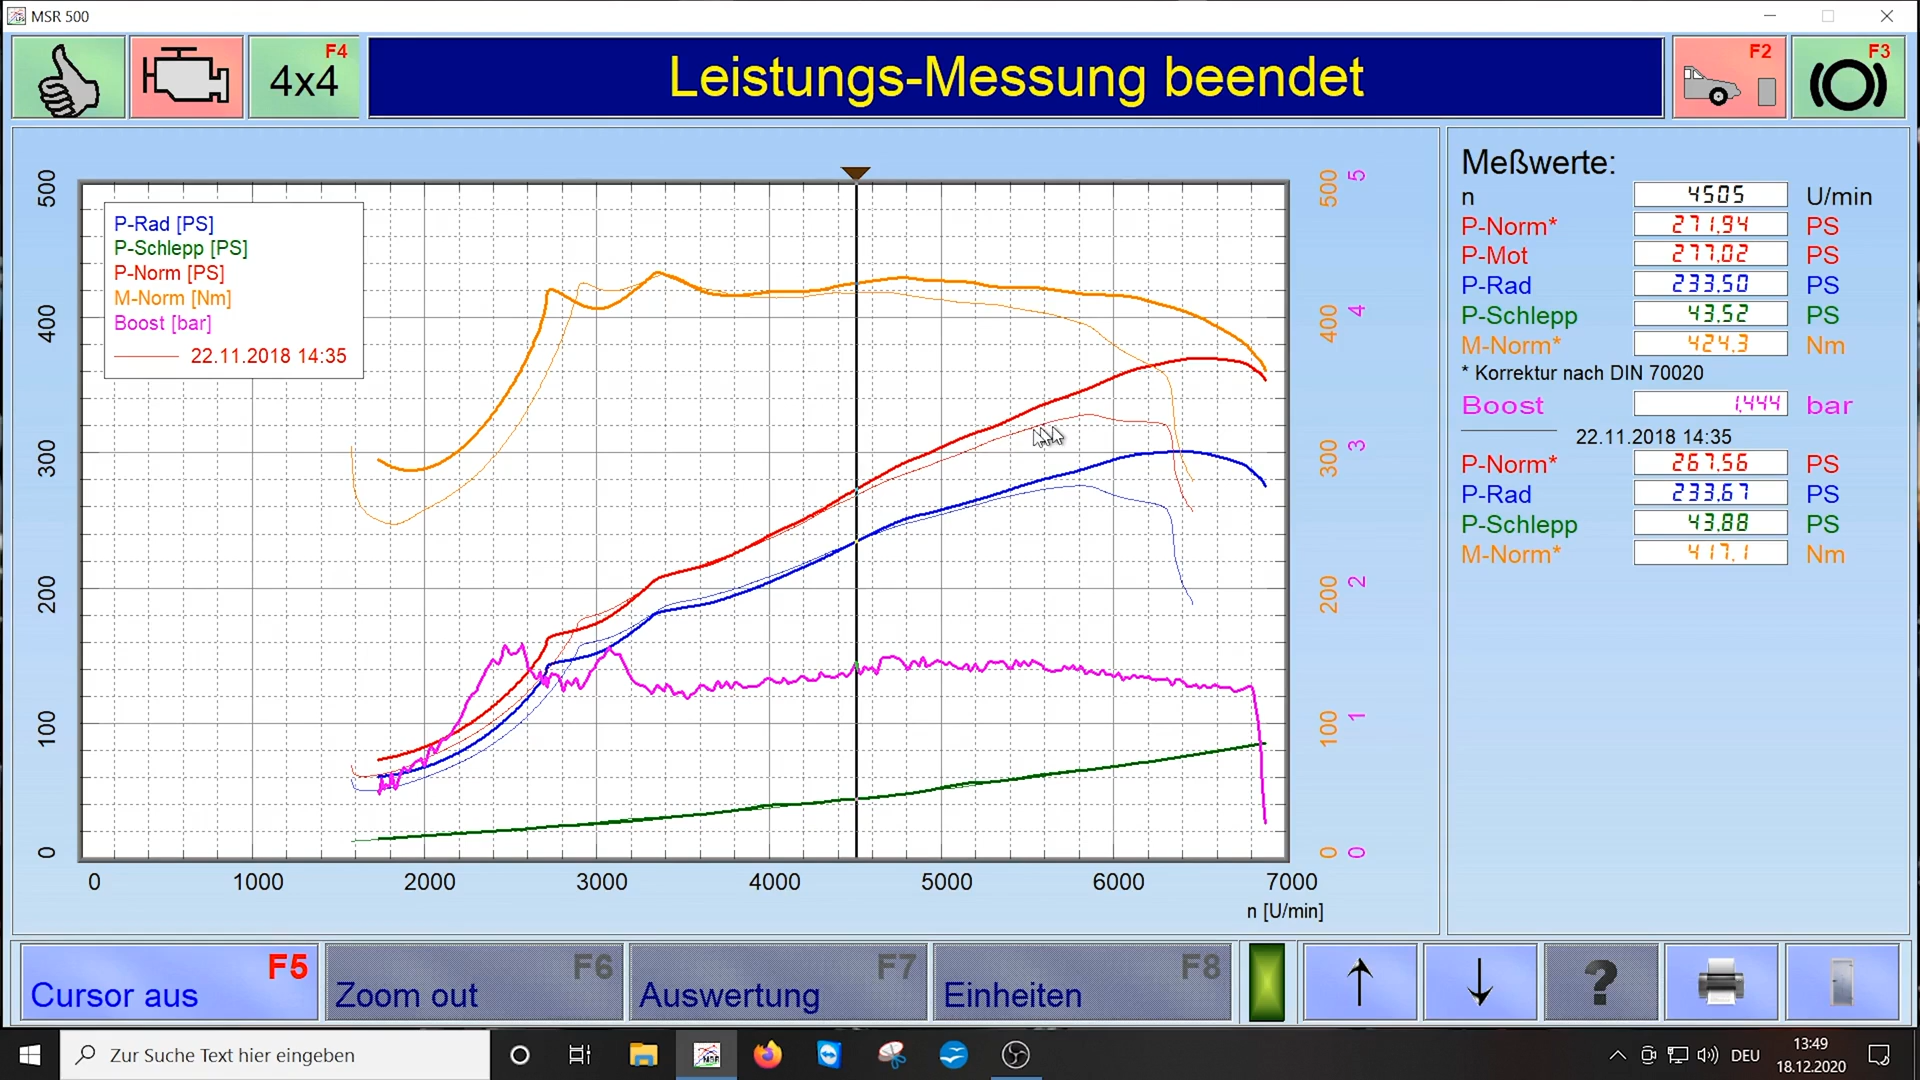 MSR 500
F4
4x4
Leistungs-Messung beendet
F2
F3
500
400
300
200
100
0
P-Rad [PS]
P-Schlepp [PS]
P-Norm [PS]
M-Norm [Nm]
Boost [bar]
22.11.2018 14:35
500
400
300
200
100
0
5
4
3
2
1
0
0
1000
2000
3000
4000
5000
6000
7000
n [U/min]
Meßwerte:
n 4505 U/min
P-Norm* 271.94 PS
P-Mot 277.02 PS
P-Rad 233.50 PS
P-Schlepp 43.52 PS
M-Norm* 424.3 Nm
* Korrektur nach DIN 70020
Boost 1.444 bar
22.11.2018 14:35
P-Norm* 267.56 PS
P-Rad 233.67 PS
P-Schlepp 43.88 PS
M-Norm* 417.1 Nm
F5
Cursor aus
F6
Zoom out
F7
Auswertung
F8
Einheiten
?
Zur Suche Text hier eingeben
DEU
13:49
18.12.2020